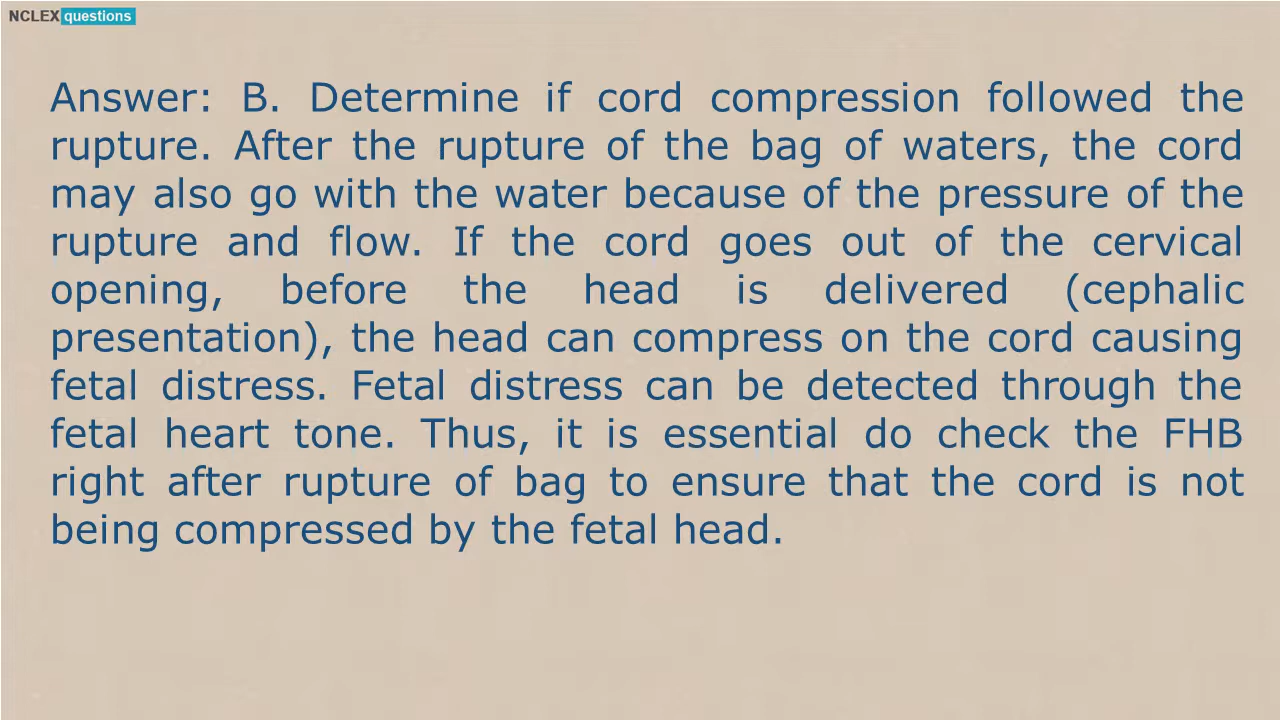 NCLEX questions
Answer: B. Determine if cord compression followed the
rupture. After the rupture of the bag of waters, the cord
may also go with the water because of the pressure of the
rupture and flow. If the cord goes out of the cervical
opening, before the head is delivered (cephalic
presentation), the head can compress on the cord causing
fetal distress. Fetal distress can be detected through the
fetal heart tone. Thus, it is essential do check the FHB
right after rupture of bag to ensure that the cord is not
being compressed by the fetal head.